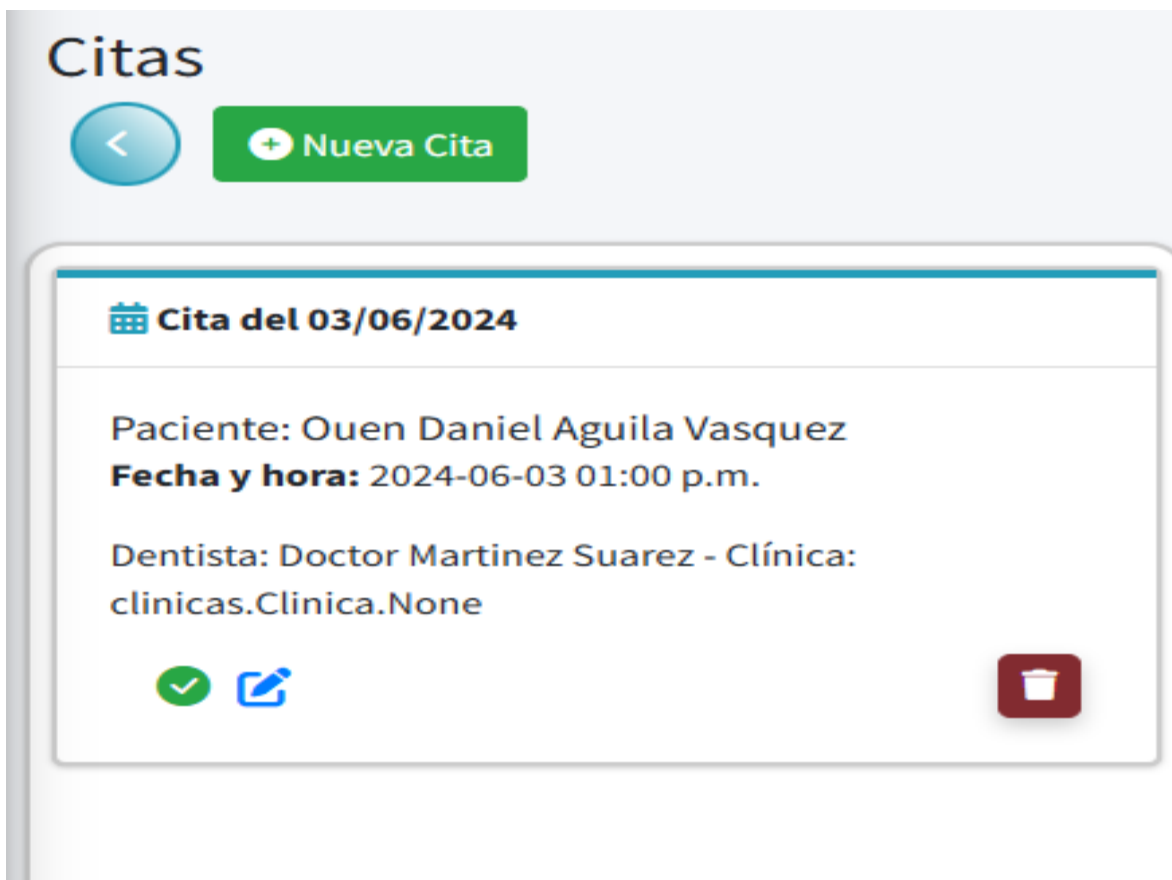 Citas
Nueva Cita
Cita del 03/06/2024
Paciente: Ouen Daniel Aguila Vasquez
Fecha y hora: 2024-06-03 01:00 p.m.
Dentista: Doctor Martinez Suarez - Clínica:
clinicas.Clinica.None